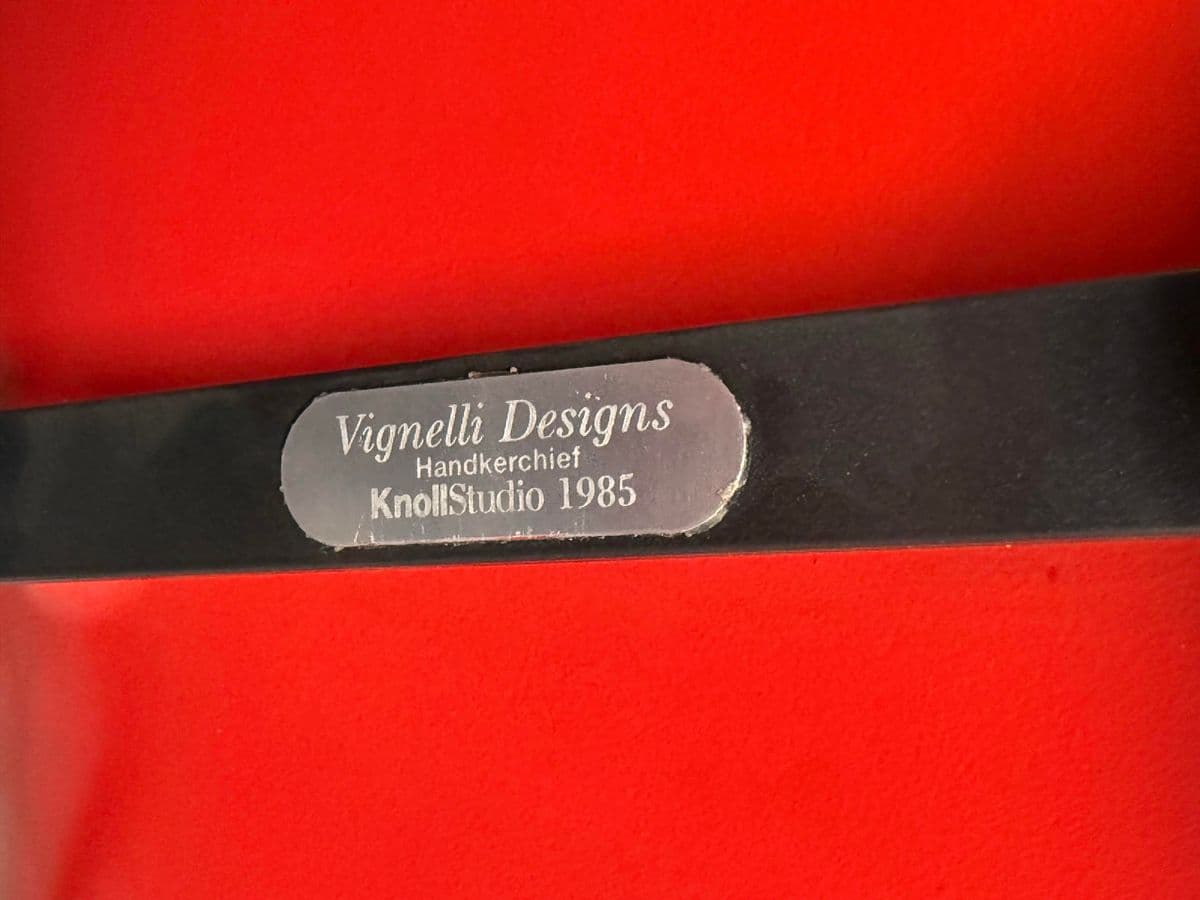 Vignelli Designs
Handkerchief
KnollStudio 1985